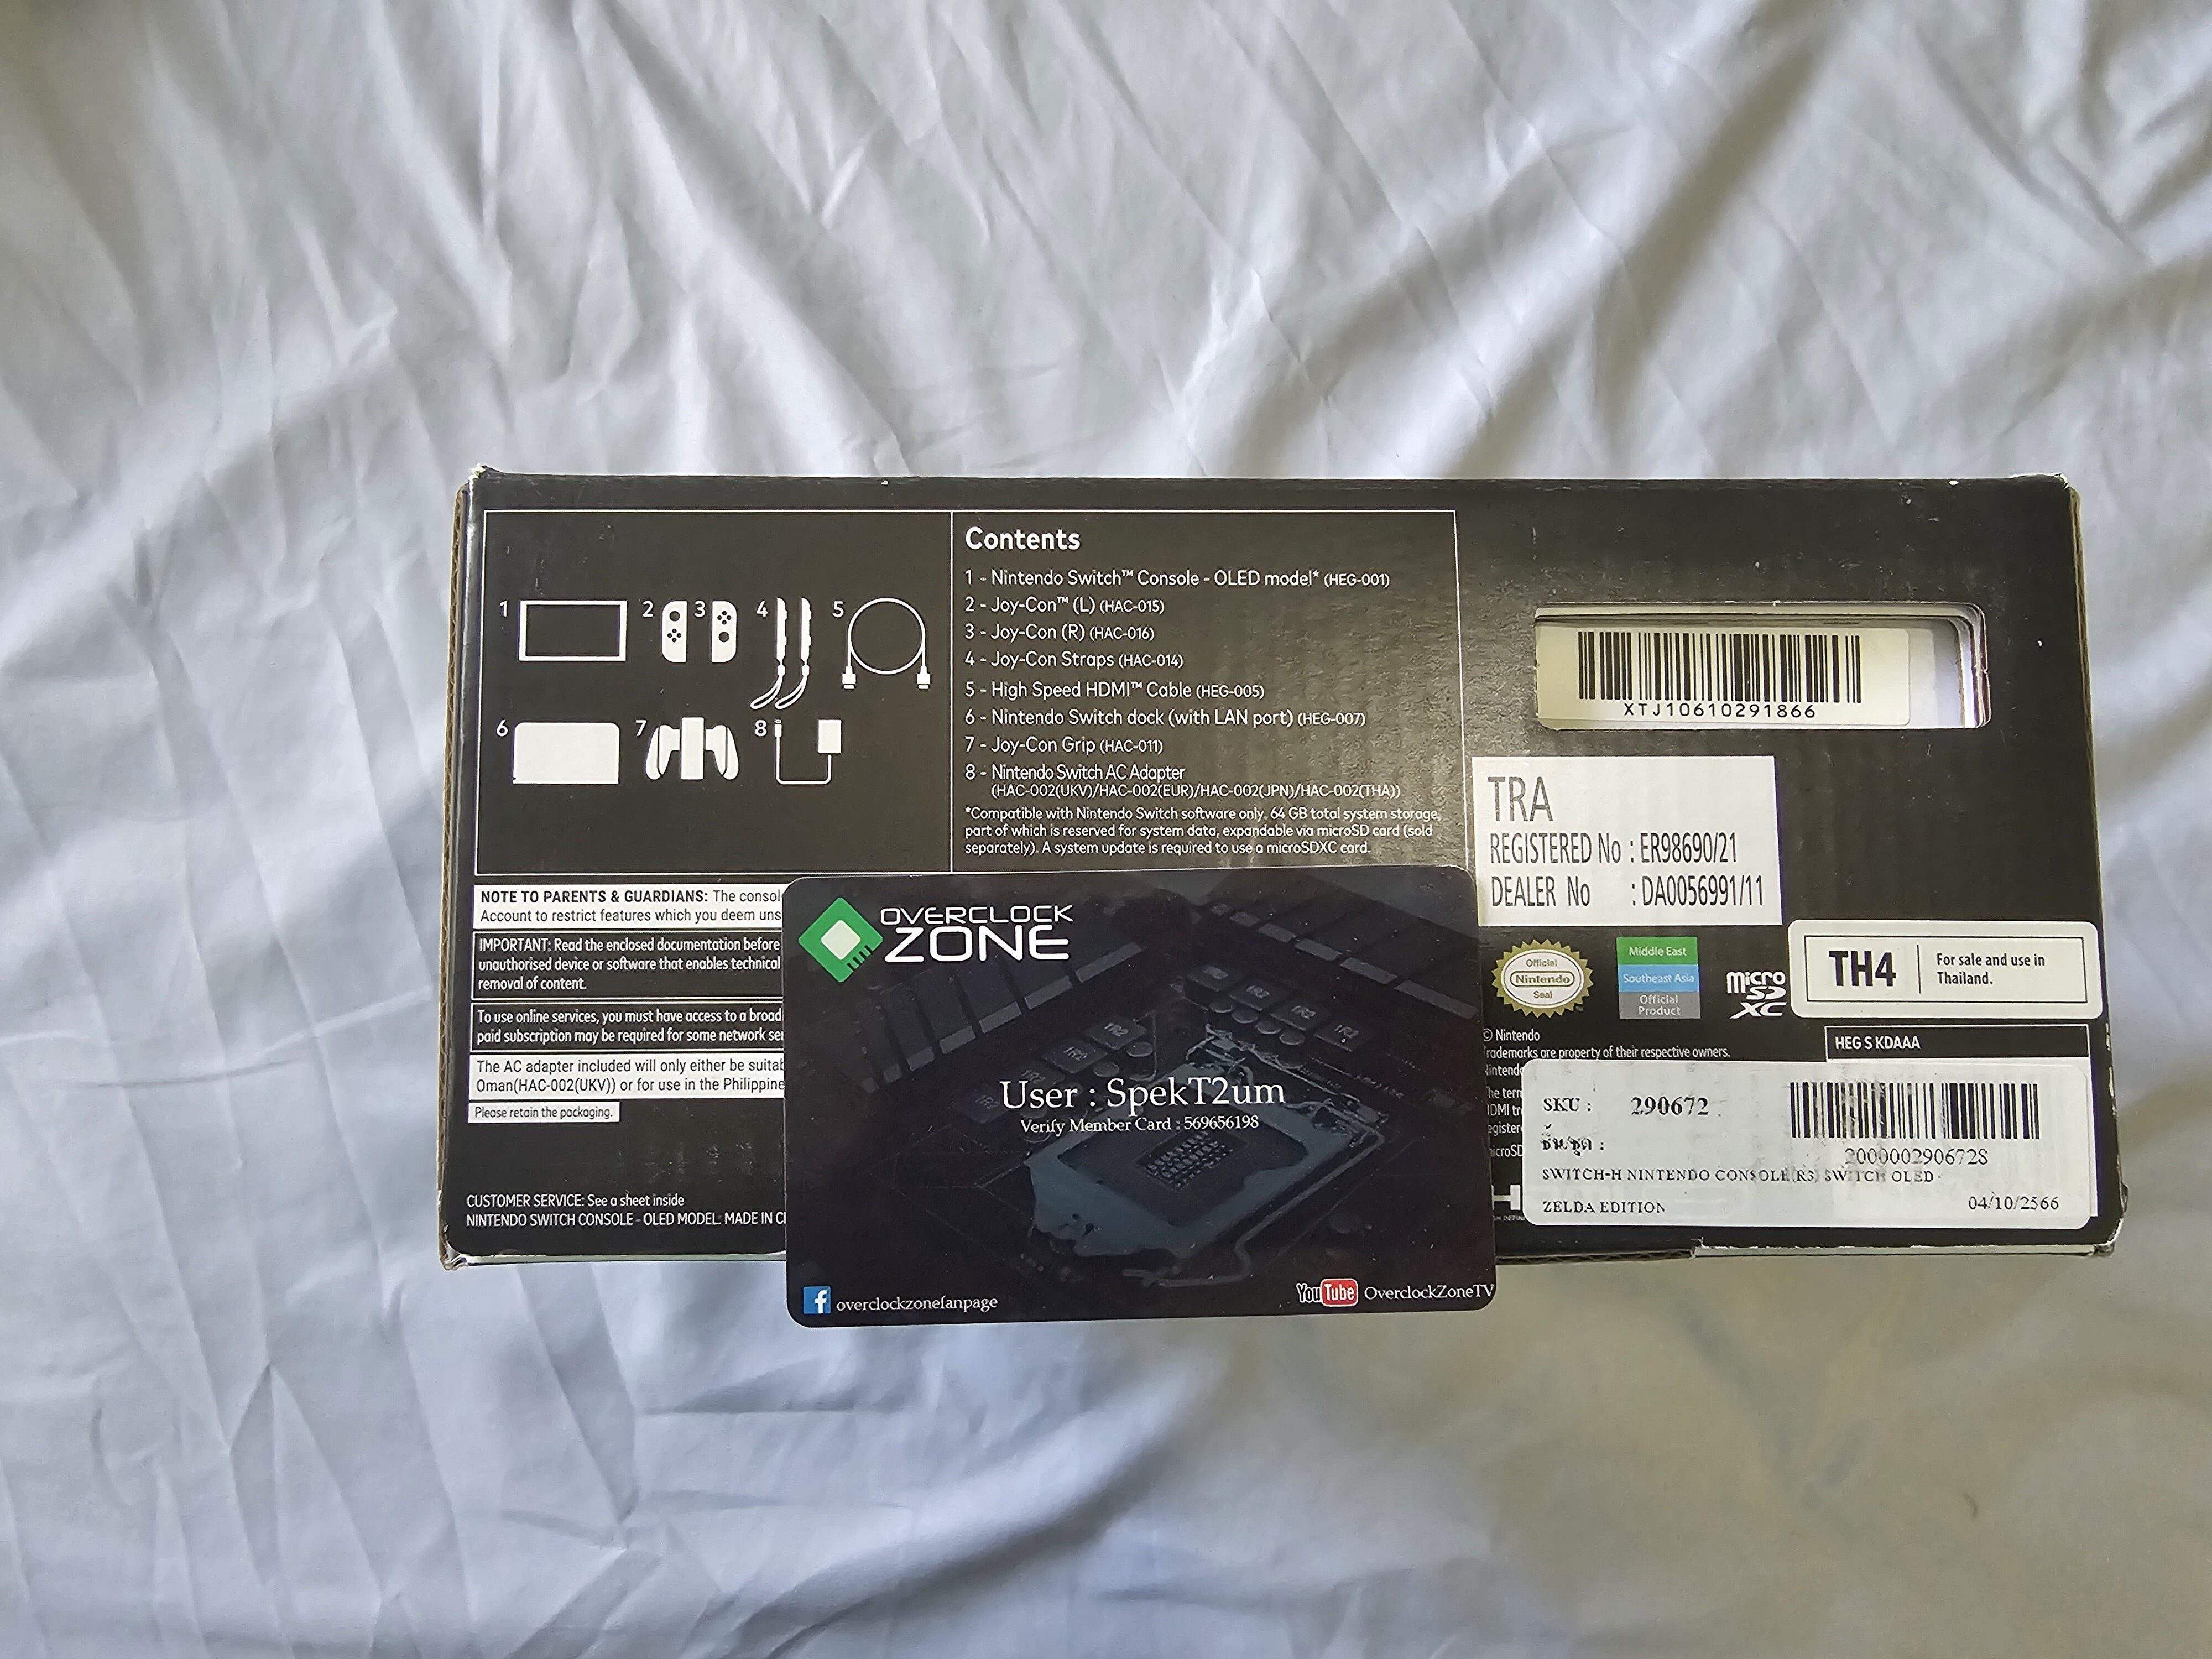 1
2
3
4
5
6
7
8
Contents
1 - Nintendo Switch™ Console - OLED model* (HEG-001)
2 - Joy-Con™ (L) (HAC-015)
3 - Joy-Con (R) (HAC-016)
4 - Joy-Con Straps (HAC-014)
5 - High Speed HDMI™ Cable (HEG-005)
6 - Nintendo Switch dock (with LAN port) (HEG-007)
7 - Joy-Con Grip (HAC-011)
8 - Nintendo Switch AC Adapter
(HAC-002(UKV)/HAC-002(EUR)/HAC-002(JPN)/HAC-002(THA))
*Compatible with Nintendo Switch software only. 64 GB total system storage,
part of which is reserved for system data, expandable via microSD card (sold
separately). A system update is required to use a microSDXC card.
XTJ10610291866
TRA
REGISTERED No : ER98690/21
DEALER No : DA0056991/11
NOTE TO PARENTS & GUARDIANS: The consol
Account to restrict features which you deem uns
IMPORTANT: Read the enclosed documentation before
unauthorised device or software that enables technical
removal of content.
To use online services, you must have access to a broad
paid subscription may be required for some network ser
The AC adapter included will only either be suitab
Oman(HAC-002(UKV)) or for use in the Philippine
Please retain the packaging.
CUSTOMER SERVICE: See a sheet inside
NINTENDO SWITCH CONSOLE - OLED MODEL: MADE IN C
OVERCLOCK
ZONE
User : SpekT2um
Verify Member Card : 569656198
overclockzonefanpage
YouTube OverclockZoneTV
Official
Nintendo
Seal
Middle East
Southeast Asia
Official
Product
micro
SD
XC
TH4
For sale and use in
Thailand.
© Nintendo
rademarks are property of their respective owners.
Nintend
HEG S KDAAA
he term
HDMI tr
egistere
microSD
SKU : 290672
ชั้น/ชุด :
2000002906728
SWITCH-H NINTENDO CONSOLE(R3) SWITCH OLED
ZELDA EDITION
04/10/2566